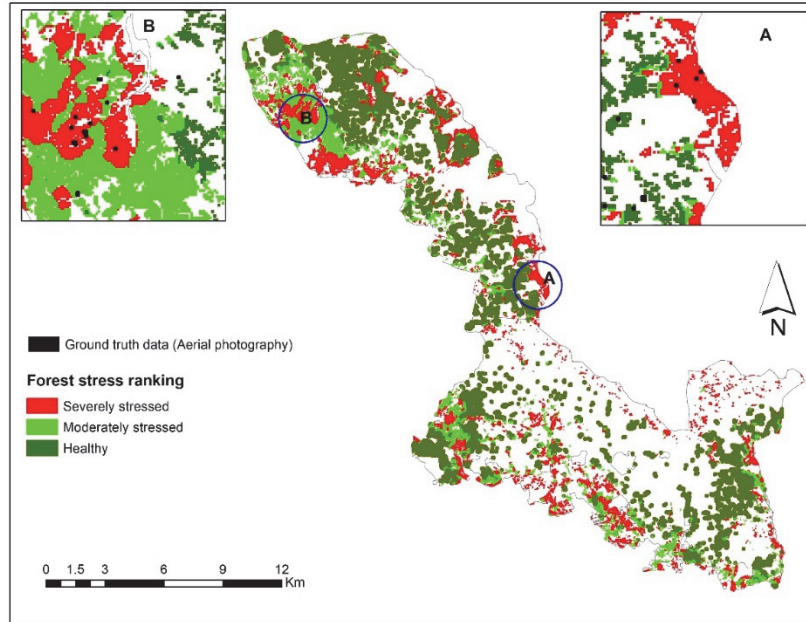 B
A
B
A
N
Ground truth data (Aerial photography)
Forest stress ranking
Severely stressed
Moderately stressed
Healthy
0 1.5 3 6 9 12
Km